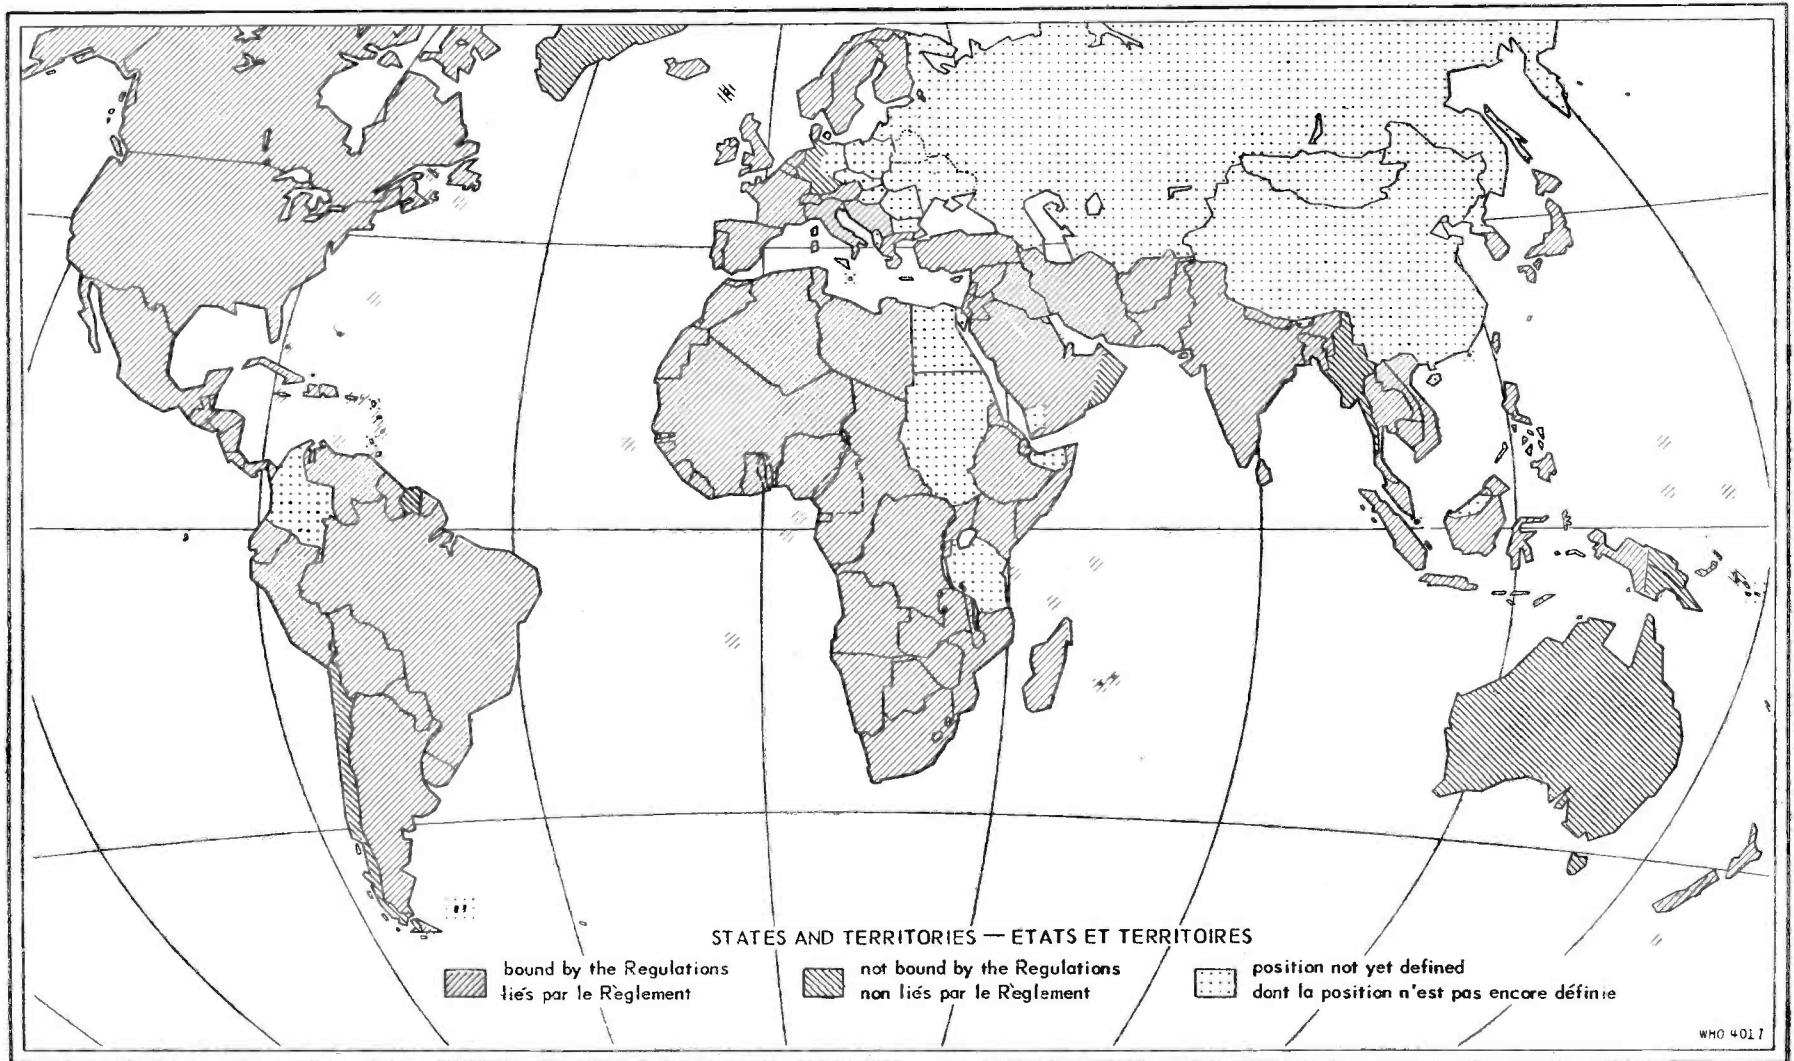 STATES AND TERRITORIES — ETATS ET TERRITOIRES
bound by the Regulations
liés par le Règlement
not bound by the Regulations
non liés par le Règlement
position not yet defined
dont la position n'est pas encore définie
WHO 4017